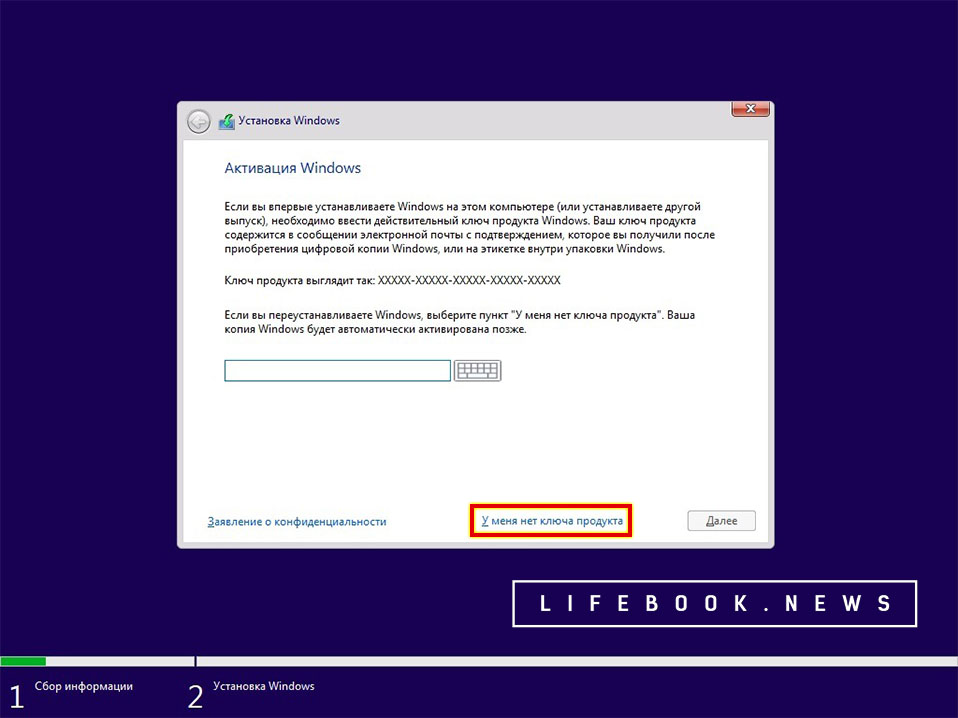 Установка Windows
Активация Windows
Если вы впервые устанавливаете Windows на этом компьютере (или устанавливаете другой
выпуск), необходимо ввести действительный ключ продукта Windows. Ваш ключ продукта
содержится в сообщении электронной почты с подтверждением, которое вы получили после
приобретения цифровой копии Windows, или на этикетке внутри упаковки Windows.
Ключ продукта выглядит так: XXXXX-XXXXX-XXXXX-XXXXX-XXXXX
Если вы переустанавливаете Windows, выберите пункт "У меня нет ключа продукта". Ваша
копия Windows будет автоматически активирована позже.
Заявление о конфиденциальности
У меня нет ключа продукта
Далее
LIFEBOOK.NEWS
1 Сбор информации
2 Установка Windows